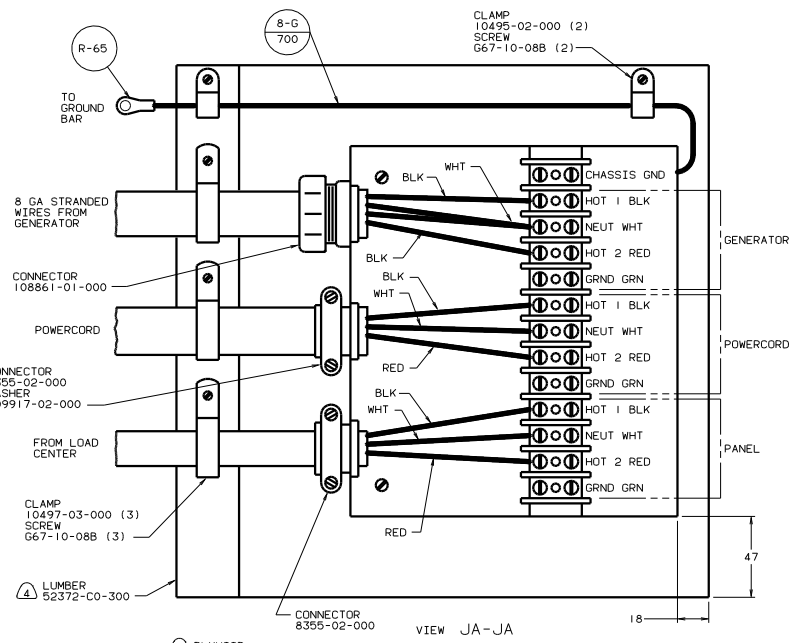 R-65
8-G
700
CLAMP
10495-02-000 (2)
SCREW
G67-10-08B (2)
TO
GROUND
BAR
CHASSIS GND
WHT
BLK
HOT 1 BLK
8 GA STRANDED
WIRES FROM
GENERATOR
NEUT WHT
GENERATOR
HOT 2 RED
BLK
CONNECTOR
108861-01-000
GRND GRN
BLK
WHT
HOT 1 BLK
POWERCORD
NEUT WHT
POWERCORD
HOT 2 RED
RED
GRND GRN
BLK
WHT
HOT 1 BLK
NEUT WHT
FROM LOAD
CENTER
PANEL
HOT 2 RED
GRND GRN
CLAMP
10497-03-000 (3)
SCREW
G67-10-08B (3)
RED
47
4
LUMBER
52372-C0-300
CONNECTOR
8355-02-000
VIEW JA-JA
18